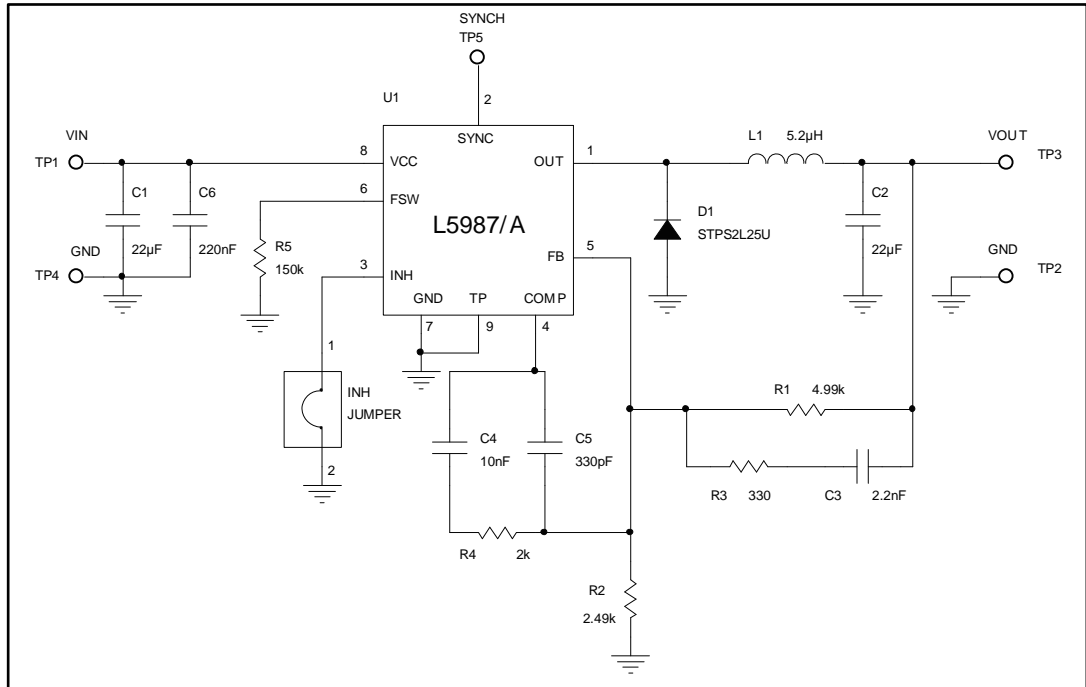 SYNCH
TP5
U1
2
SYNC
VIN
TP1
8
VCC
OUT
1
L1 5.2µH
VOUT
TP3
C1
22µF
C6
220nF
6
FSW
L5987/A
R5
150k
D1
STPS2L25U
C2
22µF
GND
TP4
3
INH
FB
5
GND
TP2
GND
TP
COMP
7
9
4
1
INH
JUMPER
2
C4
10nF
C5
330pF
R1 4.99k
R3 330
C3 2.2nF
R4 2k
R2
2.49k